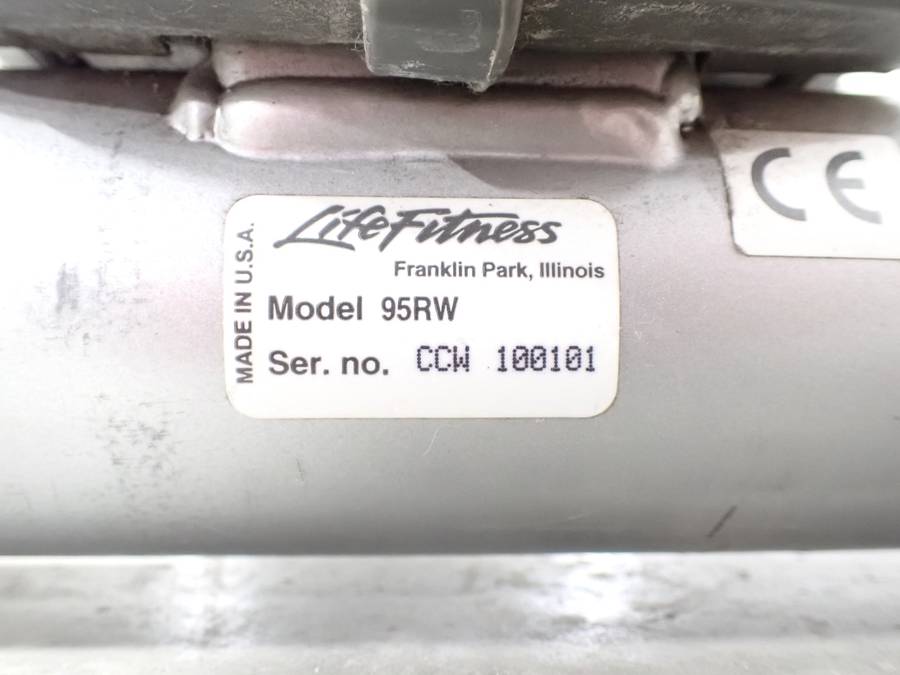 LifeFitness
Franklin Park, Illinois
MADE IN U.S.A.
Model 95RW
Ser. no. CCW 100101
CE